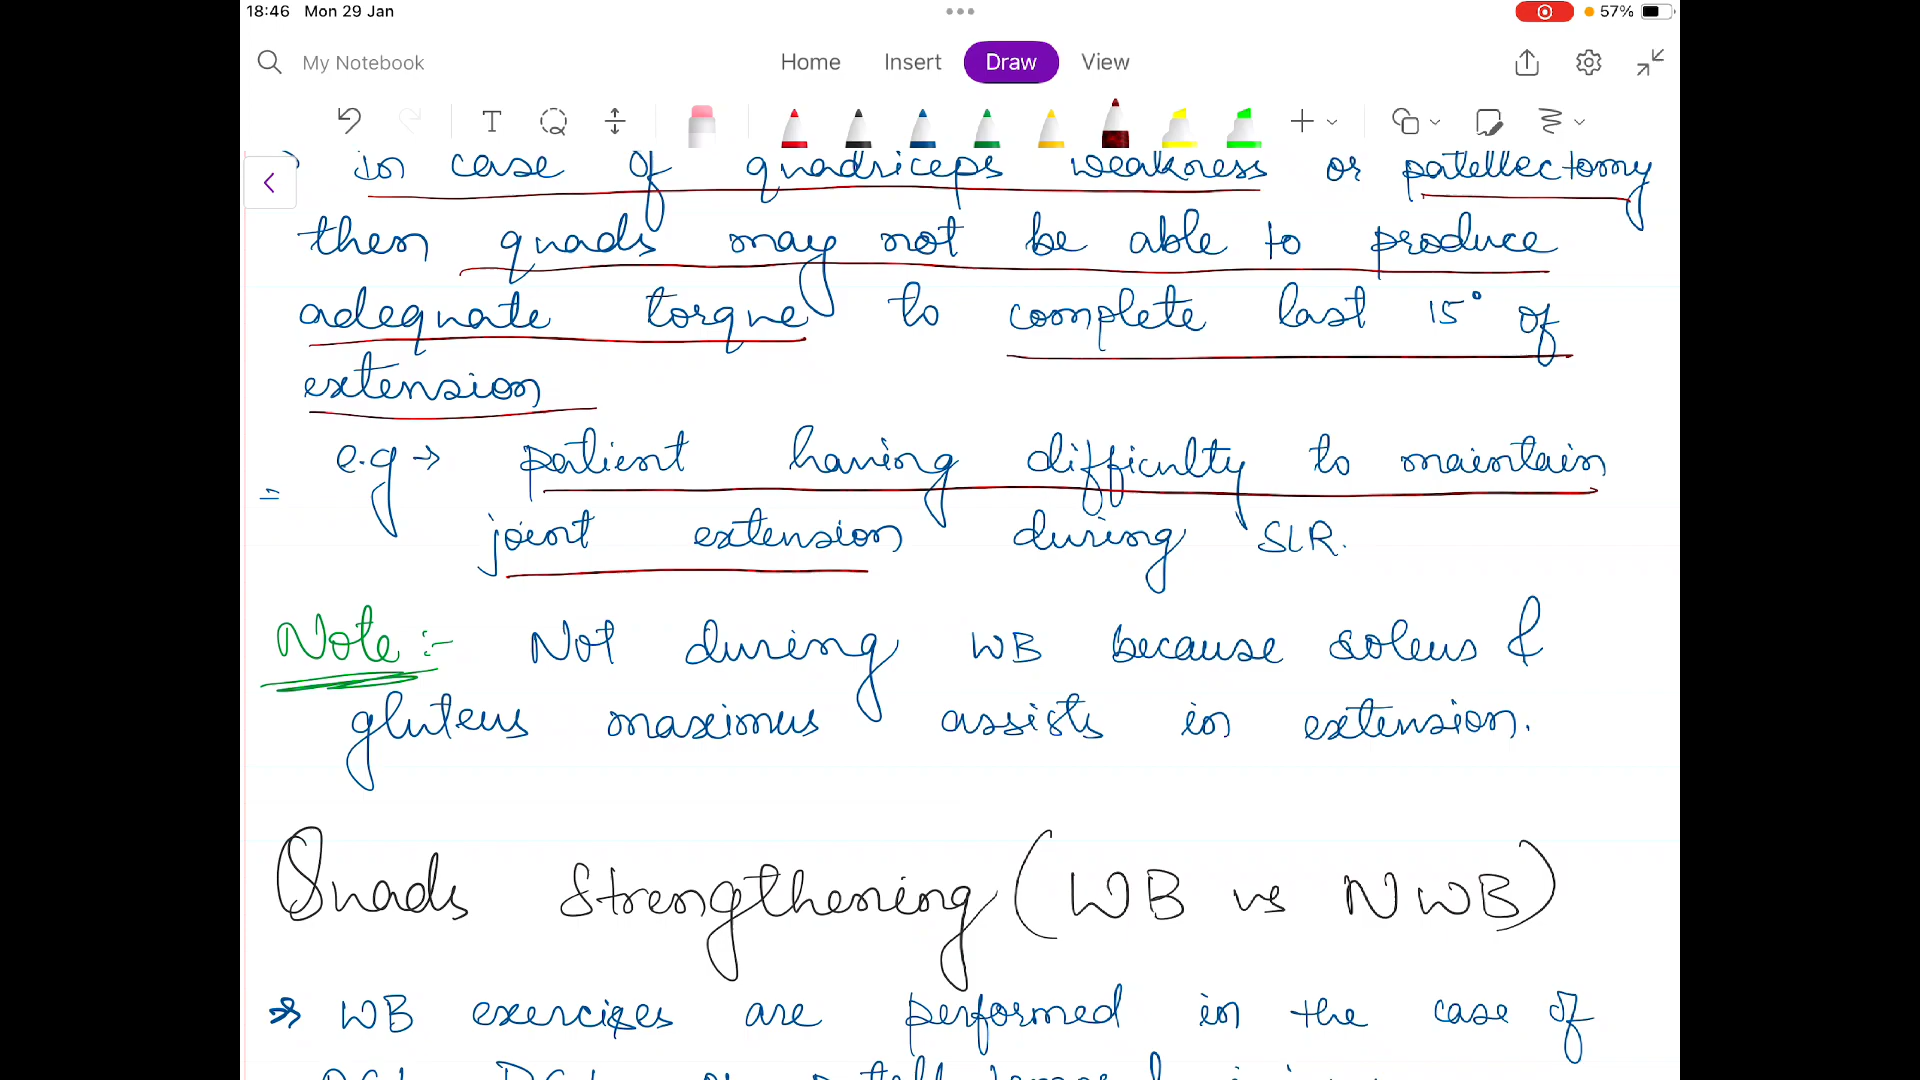 18:46 Mon 29 Jan
57%
My Notebook
Home Insert Draw View
in case of quadriceps weakness or patellectomy
then quads may not be able to produce
adequate torque to complete last 15° of
extension
e.g → patient having difficulty to maintain
=
joint extension during SLR.
Note :- Not during WB because soleus &
gluteus maximus assists in extension.
Quads Strengthening (WB vs NWB)
→ WB exercises are performed in the case of